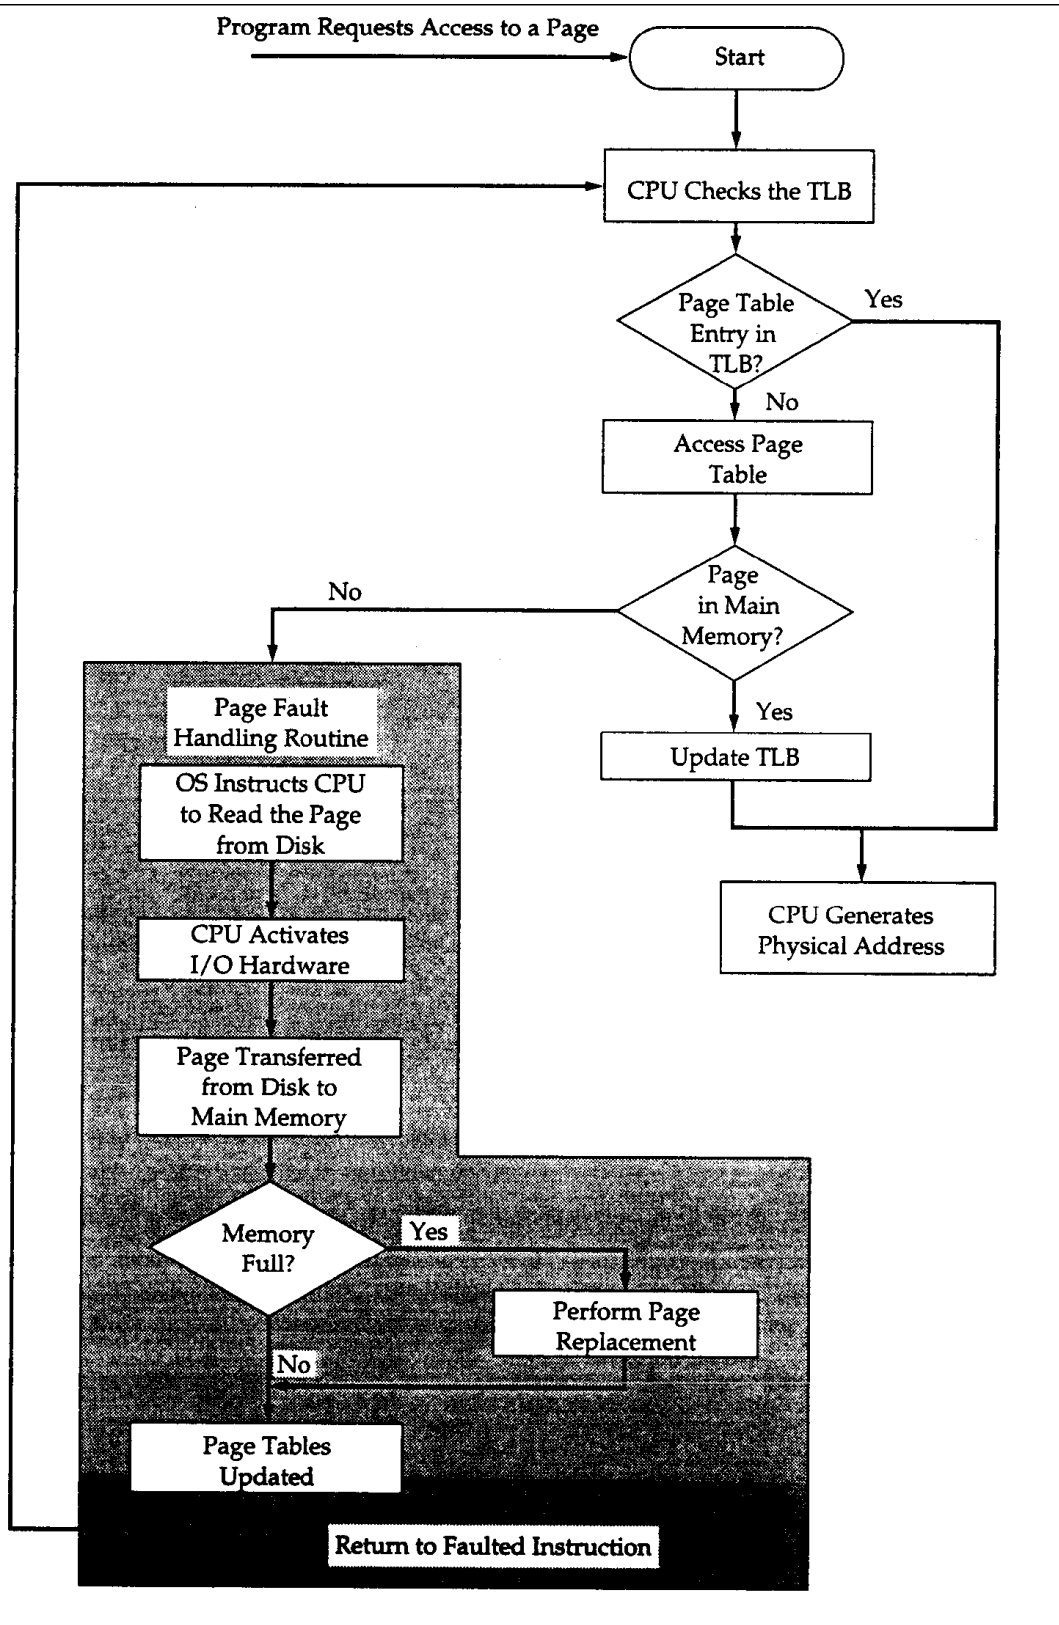 Program Requests Access to a Page
Start
CPU Checks the TLB
Page Table
Entry in
TLB?
Yes
No
Access Page
Table
Page
in Main
Memory?
No
Yes
Update TLB
CPU Generates
Physical Address
Page Fault
Handling Routine
OS Instructs CPU
to Read the Page
from Disk
CPU Activates
I/O Hardware
Page Transferred
from Disk to
Main Memory
Memory
Full?
Yes
Perform Page
Replacement
No
Page Tables
Updated
Return to Faulted Instruction